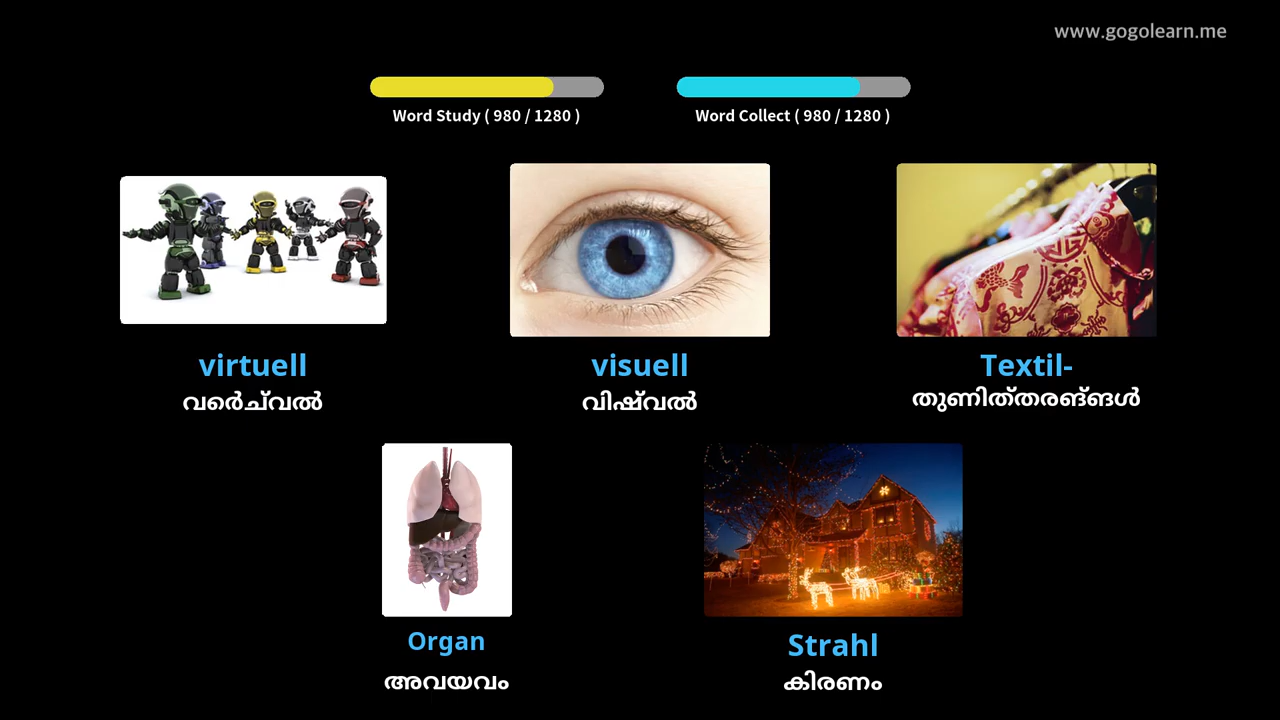 www.gogolearn.me
Word Study ( 980 / 1280 )
Word Collect ( 980 / 1280 )
virtuell
visuell
Textil-
വെർച്വൽ
വിഷ്വൽ
തുണിത്തരങ്ങൾ
Organ
Strahl
അവയവം
കിരണം